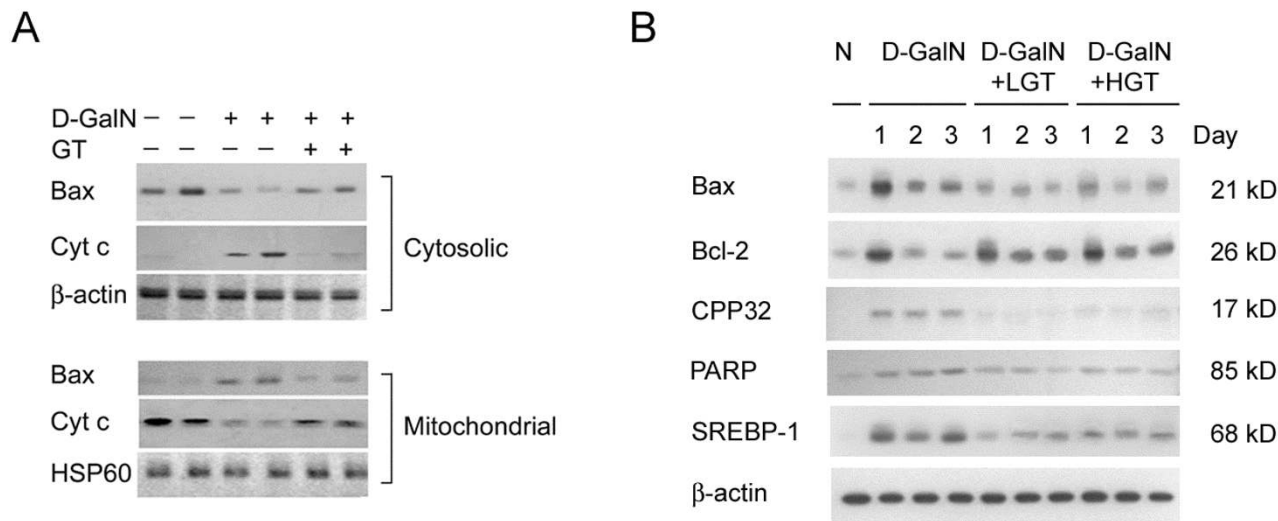 A
D-GalN − − + + + +
GT − − − − + +
Bax
Cyt c
β-actin
Cytosolic
Bax
Cyt c
HSP60
Mitochondrial
B
N D-GalN D-GalN +LGT D-GalN +HGT
1 2 3 1 2 3 1 2 3 Day
Bax 21 kD
Bcl-2 26 kD
CPP32 17 kD
PARP 85 kD
SREBP-1 68 kD
β-actin